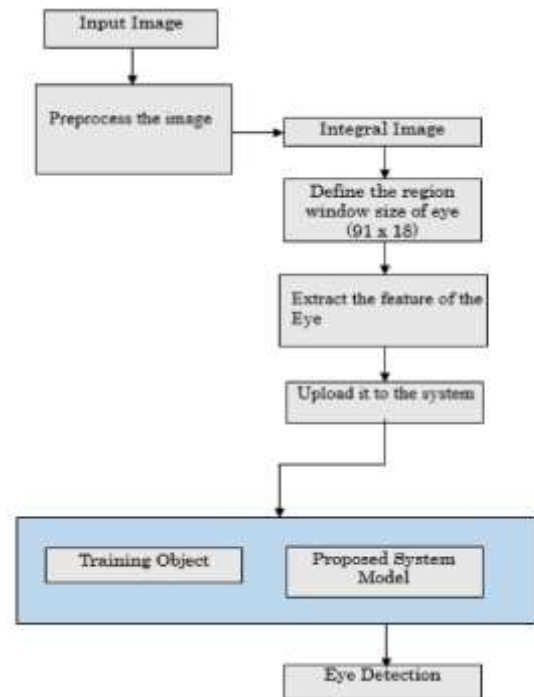 Input Image
Preprocess the image
Integral Image
Define the region
window size of eye
(91 x 18)
Extract the feature of the
Eye
Upload it to the system
Training Object
Proposed System
Model
Eye Detection